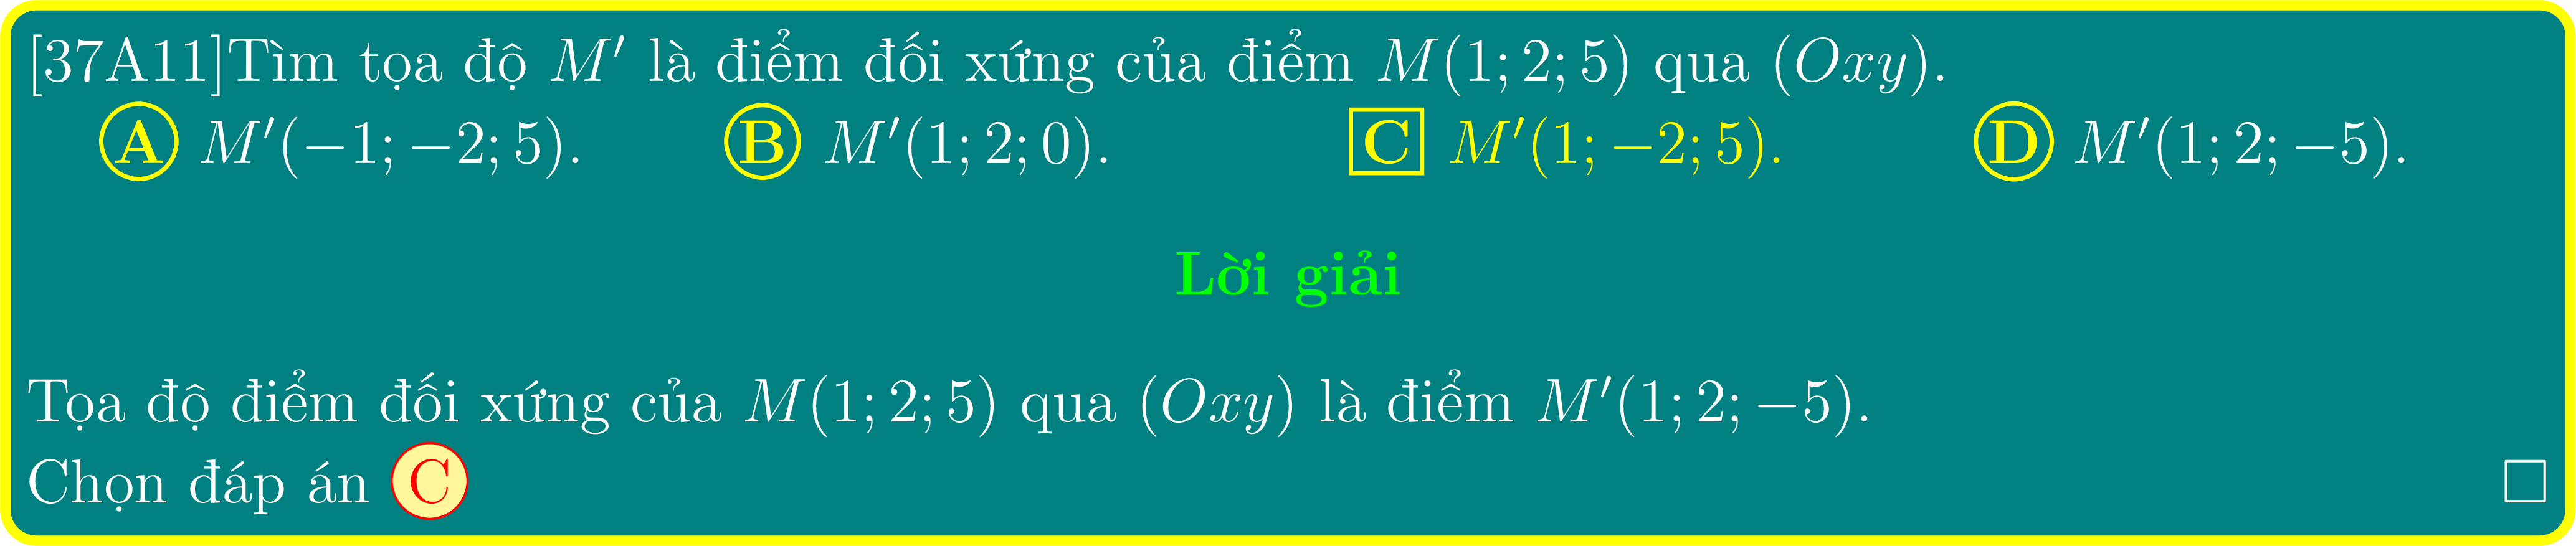 [37A11]Tìm tọa độ M′ là điểm đối xứng của điểm M(1; 2; 5) qua (Oxy).
A M′(−1; −2; 5). B M′(1; 2; 0). C M′(1; −2; 5). D M′(1; 2; −5).
Lời giải
Tọa độ điểm đối xứng của M(1; 2; 5) qua (Oxy) là điểm M′(1; 2; −5).
Chọn đáp án C □